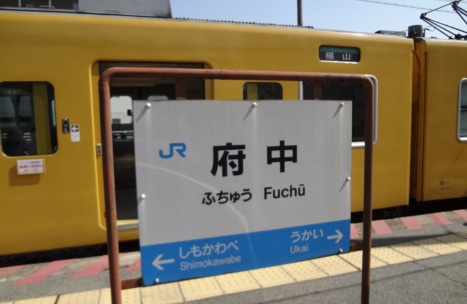 福山
JR
府中
ふちゅう Fuchū
しもかわべ うかい
Shimokawabe Ukai